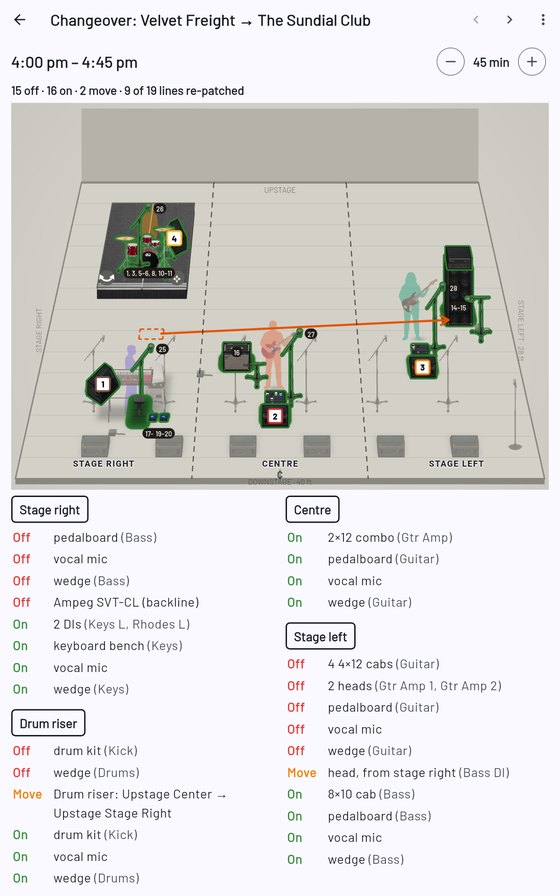 Changeover: Velvet Freight → The Sundial Club
4:00 pm – 4:45 pm
45 min
15 off · 16 on · 2 move · 9 of 19 lines re-patched
UPSTAGE
26
4
1, 3, 5-6, 8, 10-11
28
14-15
STAGE RIGHT
STAGE LEFT · 28 ft
27
25
16
3
1
2
17- 19-20
STAGE RIGHT
CENTRE
STAGE LEFT
DOWNSTAGE · 40 ft
Stage right
Off pedalboard (Bass)
Off vocal mic
Off wedge (Bass)
Off Ampeg SVT-CL (backline)
On 2 DIs (Keys L, Rhodes L)
On keyboard bench (Keys)
On vocal mic
On wedge (Keys)
Drum riser
Off drum kit (Kick)
Off wedge (Drums)
Move Drum riser: Upstage Center →
Upstage Stage Right
On drum kit (Kick)
On vocal mic
On wedge (Drums)
Centre
On 2×12 combo (Gtr Amp)
On pedalboard (Guitar)
On vocal mic
On wedge (Guitar)
Stage left
Off 4 4×12 cabs (Guitar)
Off 2 heads (Gtr Amp 1, Gtr Amp 2)
Off pedalboard (Guitar)
Off vocal mic
Off wedge (Guitar)
Move head, from stage right (Bass DI)
On 8×10 cab (Bass)
On pedalboard (Bass)
On vocal mic
On wedge (Bass)